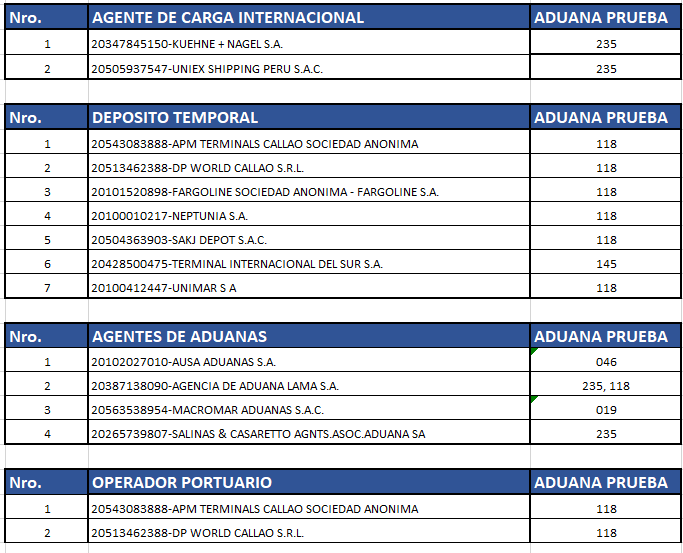 Nro. AGENTE DE CARGA INTERNACIONAL ADUANA PRUEBA
1 20347845150-KUEHNE + NAGEL S.A. 235
2 20505937547-UNIEX SHIPPING PERU S.A.C. 235
Nro. DEPOSITO TEMPORAL ADUANA PRUEBA
1 20543083888-APM TERMINALS CALLAO SOCIEDAD ANONIMA 118
2 20513462388-DP WORLD CALLAO S.R.L. 118
3 20101520898-FARGOLINE SOCIEDAD ANONIMA - FARGOLINE S.A. 118
4 20100010217-NEPTUNIA S.A. 118
5 20504363903-SAKJ DEPOT S.A.C. 118
6 20428500475-TERMINAL INTERNACIONAL DEL SUR S.A. 145
7 20100412447-UNIMAR S A 118
Nro. AGENTES DE ADUANAS ADUANA PRUEBA
1 20102027010-AUSA ADUANAS S.A. 046
2 20387138090-AGENCIA DE ADUANA LAMA S.A. 235, 118
3 20563538954-MACROMAR ADUANAS S.A.C. 019
4 20265739807-SALINAS & CASARETTO AGNTS.ASOC.ADUANA SA 235
Nro. OPERADOR PORTUARIO ADUANA PRUEBA
1 20543083888-APM TERMINALS CALLAO SOCIEDAD ANONIMA 118
2 20513462388-DP WORLD CALLAO S.R.L. 118